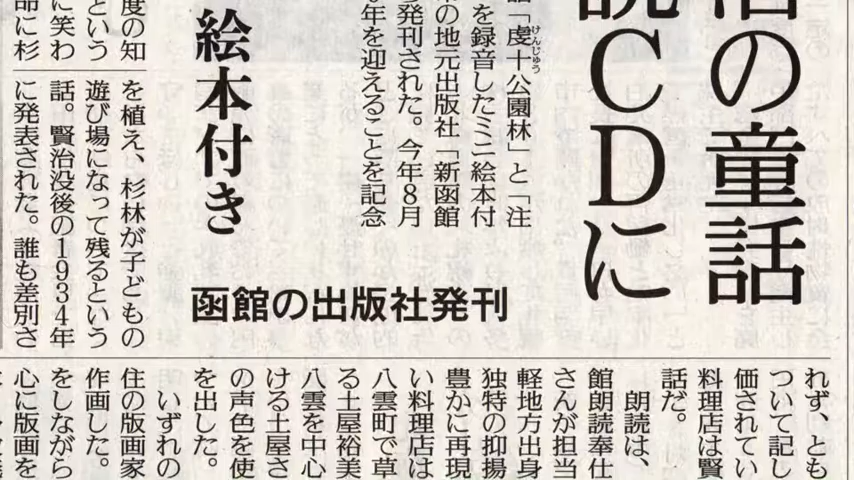 の童話
CDに
絵本付き
函館の出版社発刊
「虔十公園林」と「注
けんじゅう
を録音したミニ絵本付
の地元出版社「新函館
発刊された。今年8月
年を迎えることを記念
度の知
という
に笑わ
に杉
を植え、杉林が子どもの
遊び場になって残るという
話。賢治没後の1934年
に発表された。誰も差別さ
れず、とも
ついて記し
価されてい
料理店は賢
話だ。
朗読は、
館朗読奉仕
さんが担当
軽地方出身
独特の抑揚
豊かに再現
い料理店は
八雲町で草
る土屋裕美
八雲を中心
ける土屋さ
の声色を使
を出した。
いずれの
住の版画家
作画した。
をしながら
心に版画を